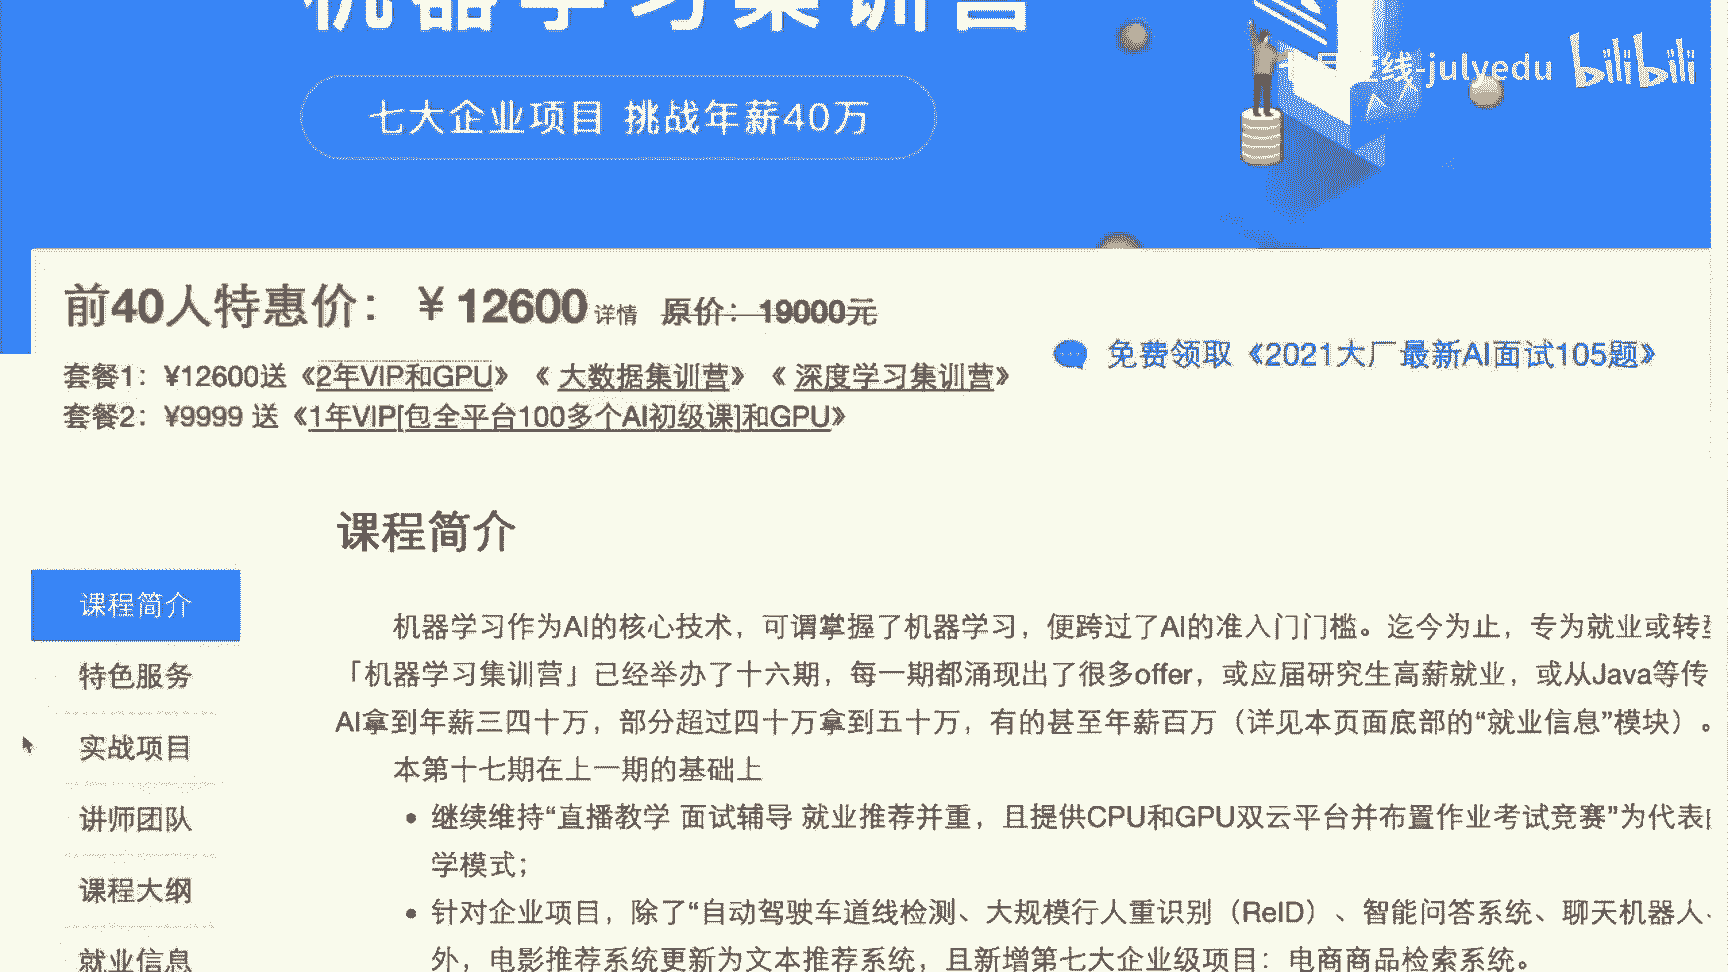 机器学习集训营
在线-julyedu bilibili
七大企业项目 挑战年薪40万
前40人特惠价：￥12600 详情 原价：19000元
套餐1：¥12600送《2年VIP和GPU》《 大数据集训营》《 深度学习集训营》
套餐2：¥9999 送《1年VIP[包全平台100多个AI初级课]和GPU》
免费领取《2021大厂最新AI面试105题》
课程简介
课程简介
特色服务
实战项目
讲师团队
课程大纲
就业信息
机器学习作为AI的核心技术，可谓掌握了机器学习，便跨过了AI的准入门门槛。迄今为止，专为就业或转型
「机器学习集训营」已经举办了十六期，每一期都涌现出了很多offer，或应届研究生高薪就业，或从Java等传
AI拿到年薪三四十万，部分超过四十万拿到五十万，有的甚至年薪百万（详见本页面底部的“就业信息”模块）。
本第十七期在上一期的基础上
• 继续维持“直播教学 面试辅导 就业推荐并重，且提供CPU和GPU双云平台并布置作业考试竞赛”为代表
学模式；
• 针对企业项目，除了“自动驾驶车道线检测、大规模行人重识别（ReID）、智能问答系统、聊天机器人、
外，电影推荐系统更新为文本推荐系统，且新增第七大企业级项目：电商商品检索系统。